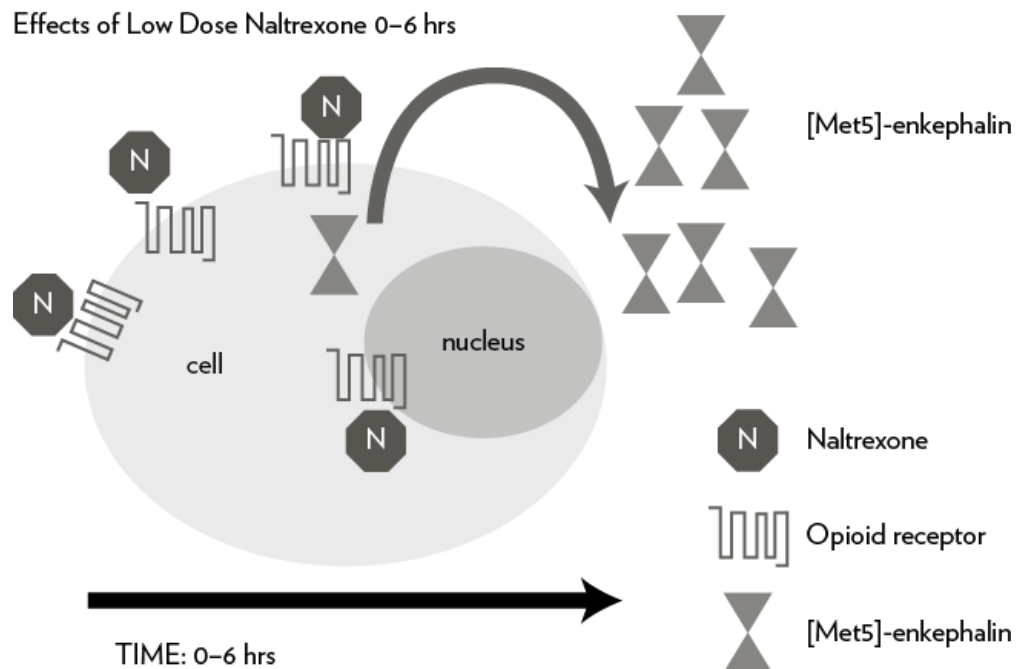 Effects of Low Dose Naltrexone 0–6 hrs
N
N
N
[Met5]-enkephalin
cell
nucleus
N
N
Naltrexone
Opioid receptor
[Met5]-enkephalin
TIME: 0–6 hrs